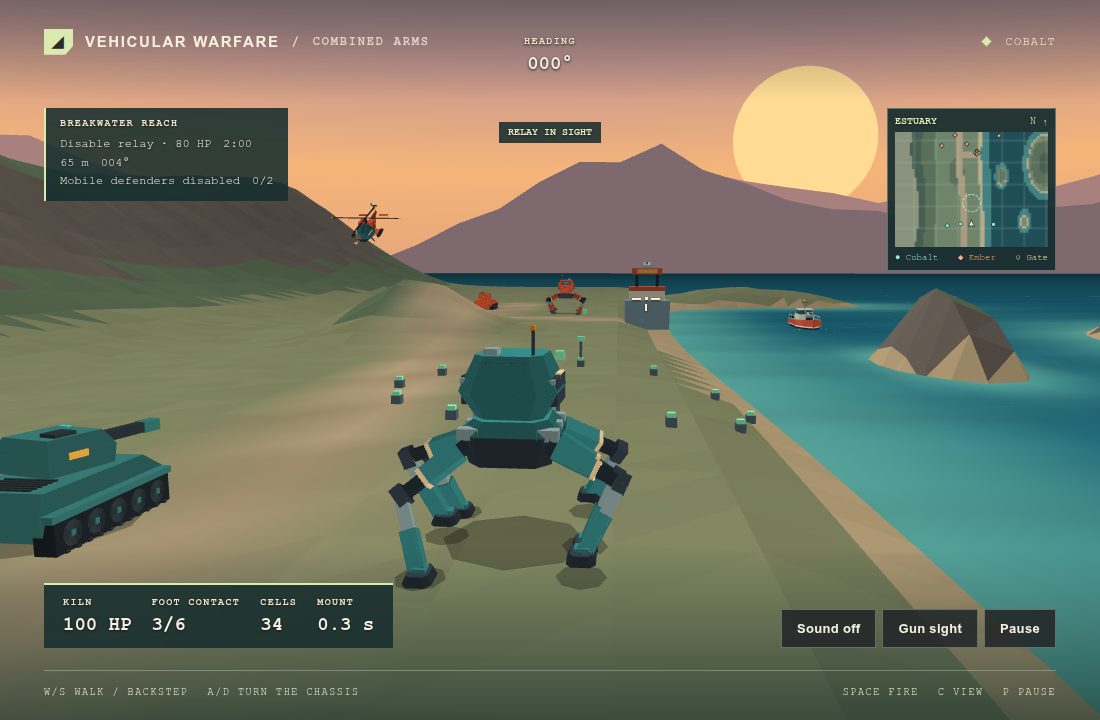 VEHICULAR WARFARE / COMBINED ARMS
HEADING
000°
COBALT
BREAKWATER REACH
Disable relay · 80 HP 2:00
65 m 004°
Mobile defenders disabled 0/2
RELAY IN SIGHT
ESTUARY N ↑
Cobalt Ember Gate
KILN FOOT CONTACT CELLS MOUNT
100 HP 3/6 34 0.3 s
Sound off Gun sight Pause
W/S WALK / BACKSTEP A/D TURN THE CHASSIS
SPACE FIRE C VIEW P PAUSE